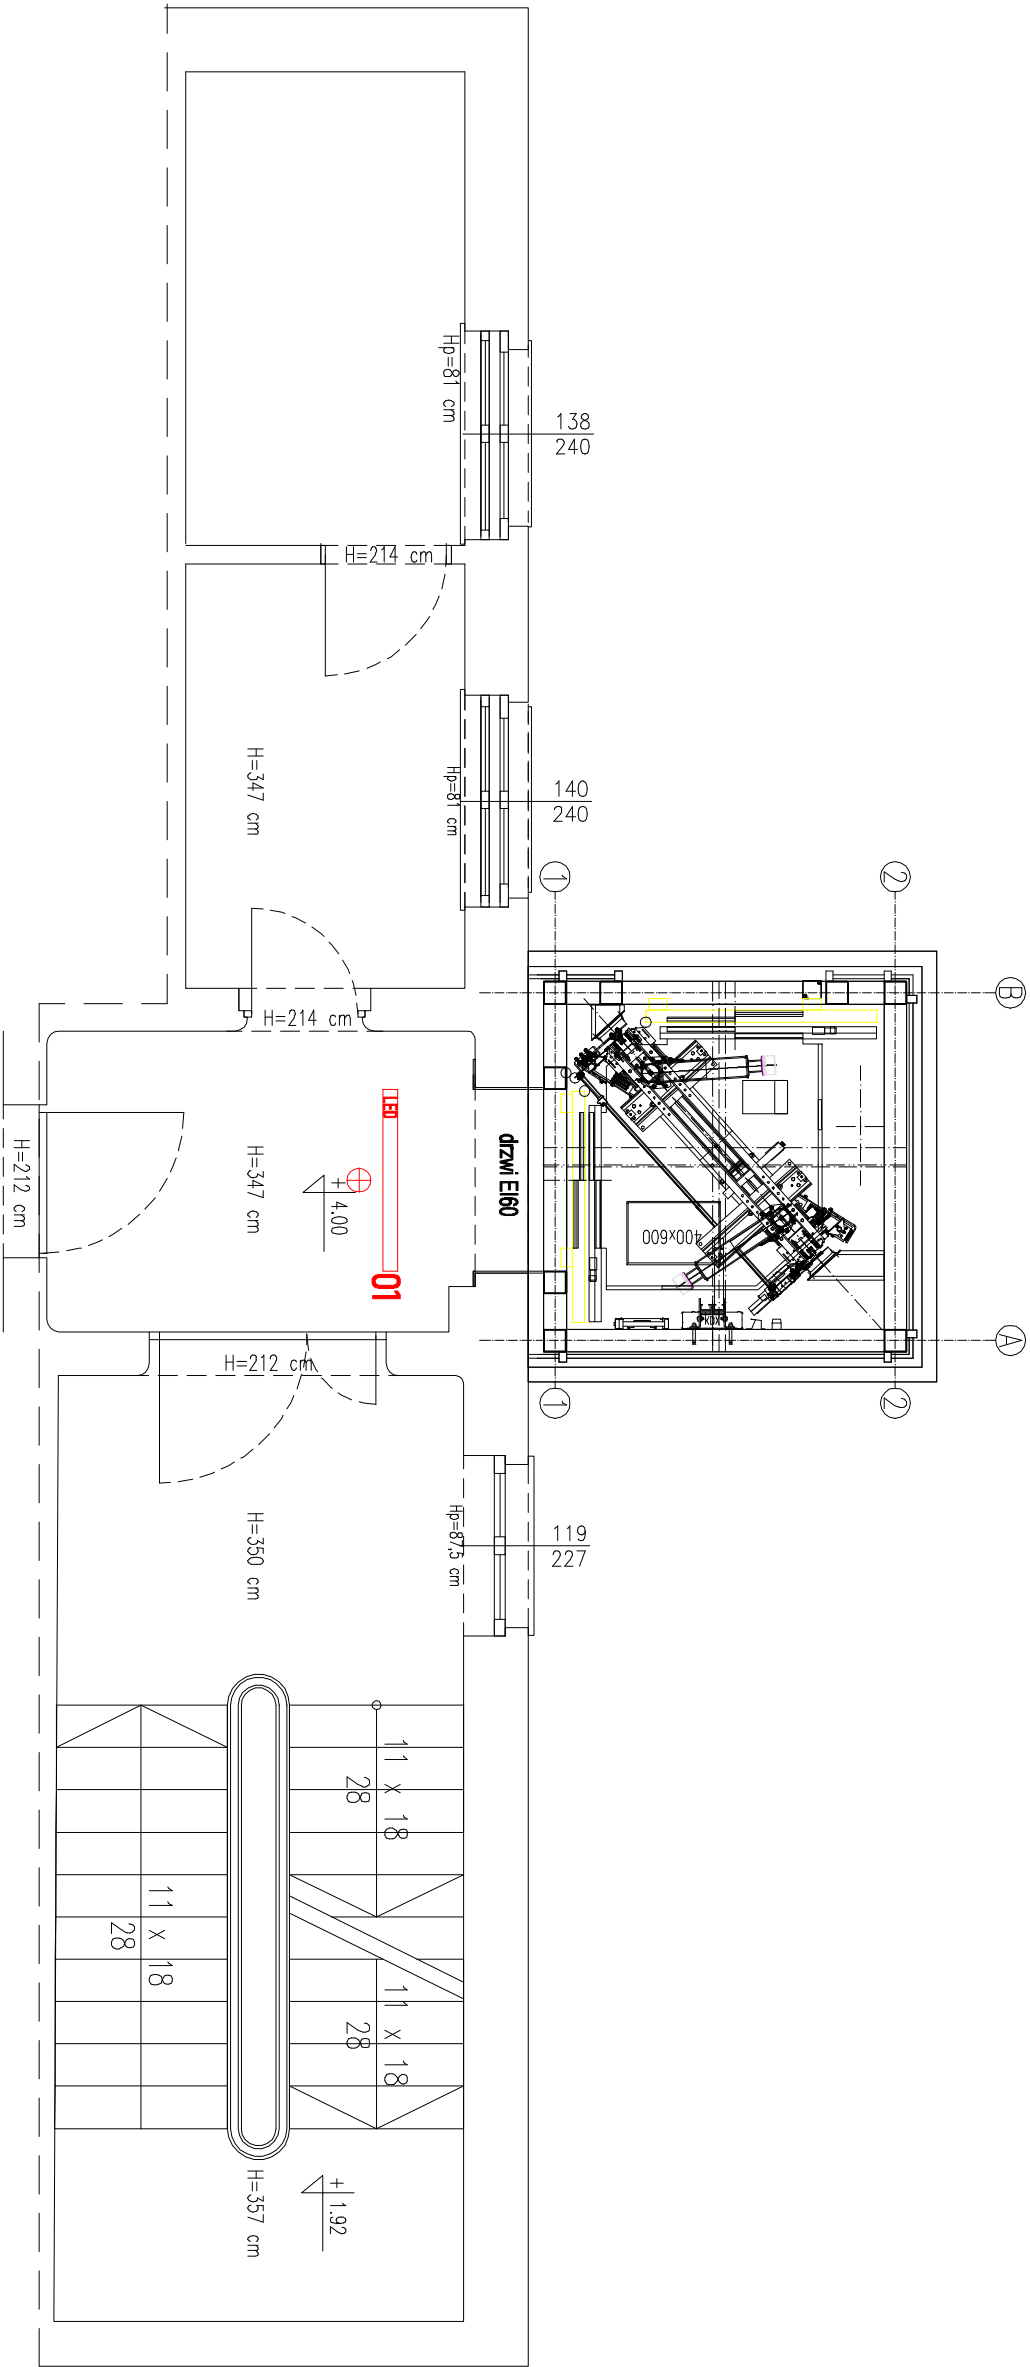 Hp=81 cm
138
240
H=214 cm
H=347 cm
Hp=81 cm
140
240
1
2
B
H=214 cm
LED
drzwi EI60
H=212 cm
H=347 cm
+ 4.00
400x600
01
KDX
A
H=212 cm
1
2
H=350 cm
Hp=87,5 cm
119
227
11 x 18
28
11 x 18
28
11 x 18
28
H=357 cm
+ 1.92